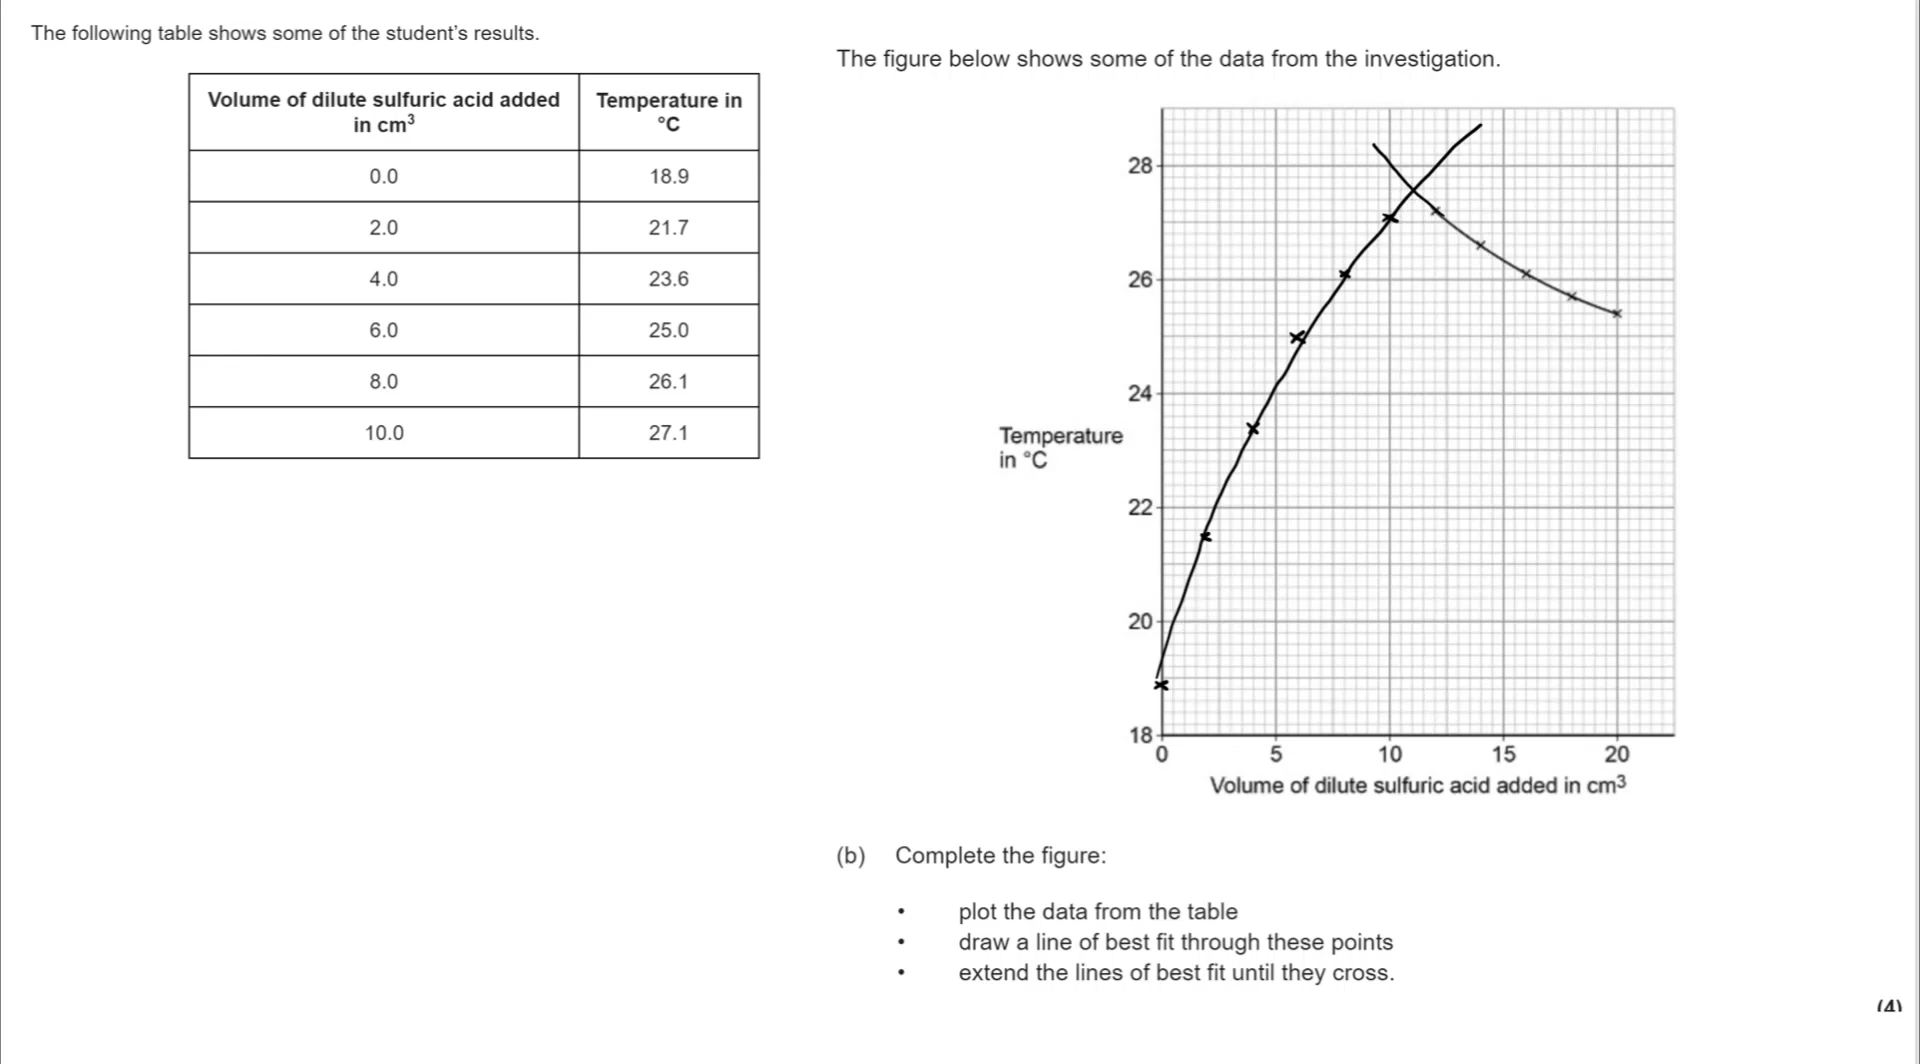 The following table shows some of the student's results.
Volume of dilute sulfuric acid added in cm³ Temperature in °C
0.0 18.9
2.0 21.7
4.0 23.6
6.0 25.0
8.0 26.1
10.0 27.1
The figure below shows some of the data from the investigation.
28
26
24
Temperature
in °C
22
20
18
0 5 10 15 20
Volume of dilute sulfuric acid added in cm³
(b) Complete the figure:
• plot the data from the table
• draw a line of best fit through these points
• extend the lines of best fit until they cross.
(4)